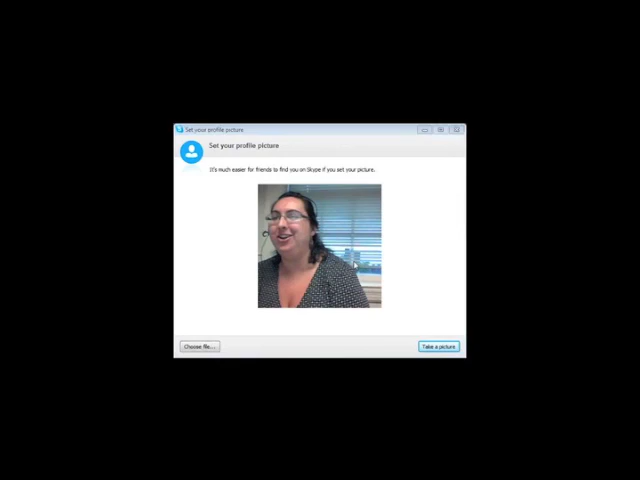 Set your profile picture
Set your profile picture
It's much easier for friends to find you on Skype if you set your picture.
Choose file...
Take a picture